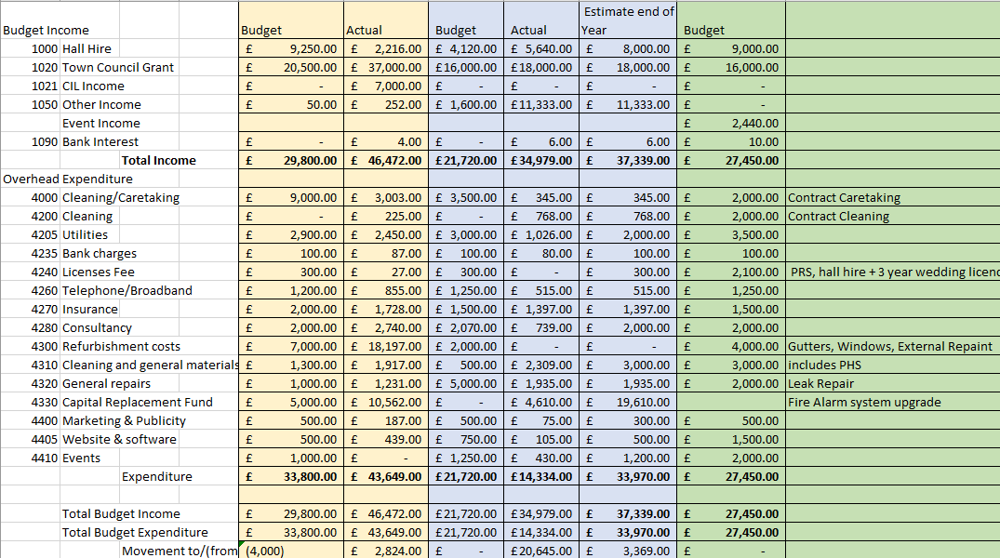 Estimate end of
Budget Income Budget Actual Budget Actual Year Budget
1000 Hall Hire £ 9,250.00 £ 2,216.00 £ 4,120.00 £ 5,640.00 £ 8,000.00 £ 9,000.00
1020 Town Council Grant £ 20,500.00 £ 37,000.00 £16,000.00 £18,000.00 £ 18,000.00 £ 16,000.00
1021 CIL Income £ - £ 7,000.00 £ - £ - £ - £ -
1050 Other Income £ 50.00 £ 252.00 £ 1,600.00 £11,333.00 £ 11,333.00 £ -
Event Income £ 2,440.00
1090 Bank Interest £ - £ 4.00 £ - £ 6.00 £ 6.00 £ 10.00
Total Income £ 29,800.00 £ 46,472.00 £21,720.00 £34,979.00 £ 37,339.00 £ 27,450.00
Overhead Expenditure
4000 Cleaning/Caretaking £ 9,000.00 £ 3,003.00 £ 3,500.00 £ 345.00 £ 345.00 £ 2,000.00 Contract Caretaking
4200 Cleaning £ - £ 225.00 £ - £ 768.00 £ 768.00 £ 2,000.00 Contract Cleaning
4205 Utilities £ 2,900.00 £ 2,450.00 £ 3,000.00 £ 1,026.00 £ 2,000.00 £ 3,500.00
4235 Bank charges £ 100.00 £ 87.00 £ 100.00 £ 80.00 £ 100.00 £ 100.00
4240 Licenses Fee £ 300.00 £ 27.00 £ 300.00 £ - £ 300.00 £ 2,100.00 PRS, hall hire + 3 year wedding licenc
4260 Telephone/Broadband £ 1,200.00 £ 855.00 £ 1,250.00 £ 515.00 £ 515.00 £ 1,250.00
4270 Insurance £ 2,000.00 £ 1,728.00 £ 1,500.00 £ 1,397.00 £ 1,397.00 £ 1,500.00
4280 Consultancy £ 2,000.00 £ 2,740.00 £ 2,070.00 £ 739.00 £ 2,000.00 £ 2,000.00
4300 Refurbishment costs £ 7,000.00 £ 18,197.00 £ 2,000.00 £ - £ - £ 4,000.00 Gutters, Windows, External Repaint
4310 Cleaning and general materials £ 1,300.00 £ 1,917.00 £ 500.00 £ 2,309.00 £ 3,000.00 £ 3,000.00 includes PHS
4320 General repairs £ 1,000.00 £ 1,231.00 £ 5,000.00 £ 1,935.00 £ 1,935.00 £ 2,000.00 Leak Repair
4330 Capital Replacement Fund £ 5,000.00 £ 10,562.00 £ - £ 4,610.00 £ 19,610.00 Fire Alarm system upgrade
4400 Marketing & Publicity £ 500.00 £ 187.00 £ 500.00 £ 75.00 £ 300.00 £ 500.00
4405 Website & software £ 500.00 £ 439.00 £ 750.00 £ 105.00 £ 500.00 £ 1,500.00
4410 Events £ 1,000.00 £ - £ 1,250.00 £ 430.00 £ 1,200.00 £ 2,000.00
Expenditure £ 33,800.00 £ 43,649.00 £21,720.00 £14,334.00 £ 33,970.00 £ 27,450.00
Total Budget Income £ 29,800.00 £ 46,472.00 £21,720.00 £34,979.00 £ 37,339.00 £ 27,450.00
Total Budget Expenditure £ 33,800.00 £ 43,649.00 £21,720.00 £14,334.00 £ 33,970.00 £ 27,450.00
Movement to/(from (4,000) £ 2,824.00 £ - £20,645.00 £ 3,369.00 £ -